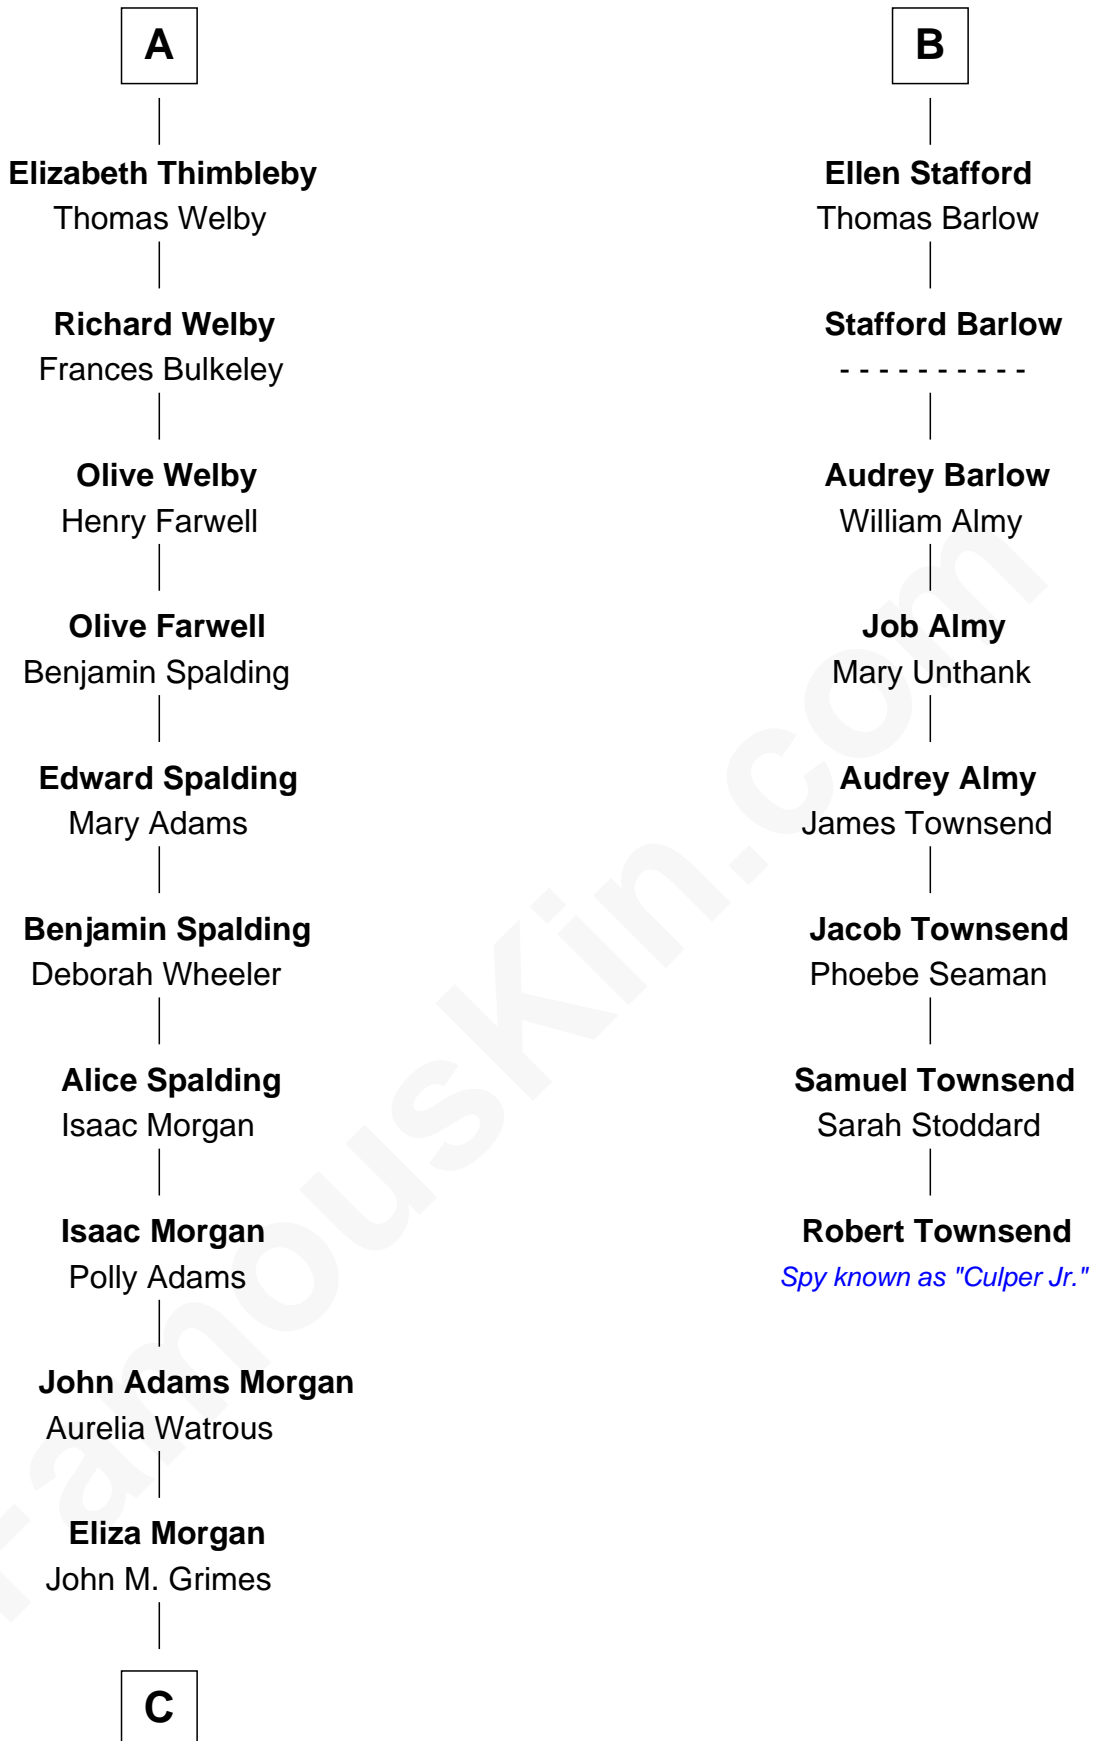 A
Elizabeth Thimbleby
Thomas Welby
Richard Welby
Frances Bulkeley
Olive Welby
Henry Farwell
Olive Farwell
Benjamin Spalding
Edward Spalding
Mary Adams
Benjamin Spalding
Deborah Wheeler
Alice Spalding
Isaac Morgan
Isaac Morgan
Polly Adams
John Adams Morgan
Aurelia Watrous
Eliza Morgan
John M. Grimes
C
B
Ellen Stafford
Thomas Barlow
Stafford Barlow
- - - - - - - - - -
Audrey Barlow
William Almy
Job Almy
Mary Unthank
Audrey Almy
James Townsend
Jacob Townsend
Phoebe Seaman
Samuel Townsend
Sarah Stoddard
Robert Townsend
Spy known as "Culper Jr."
FamousKin.com